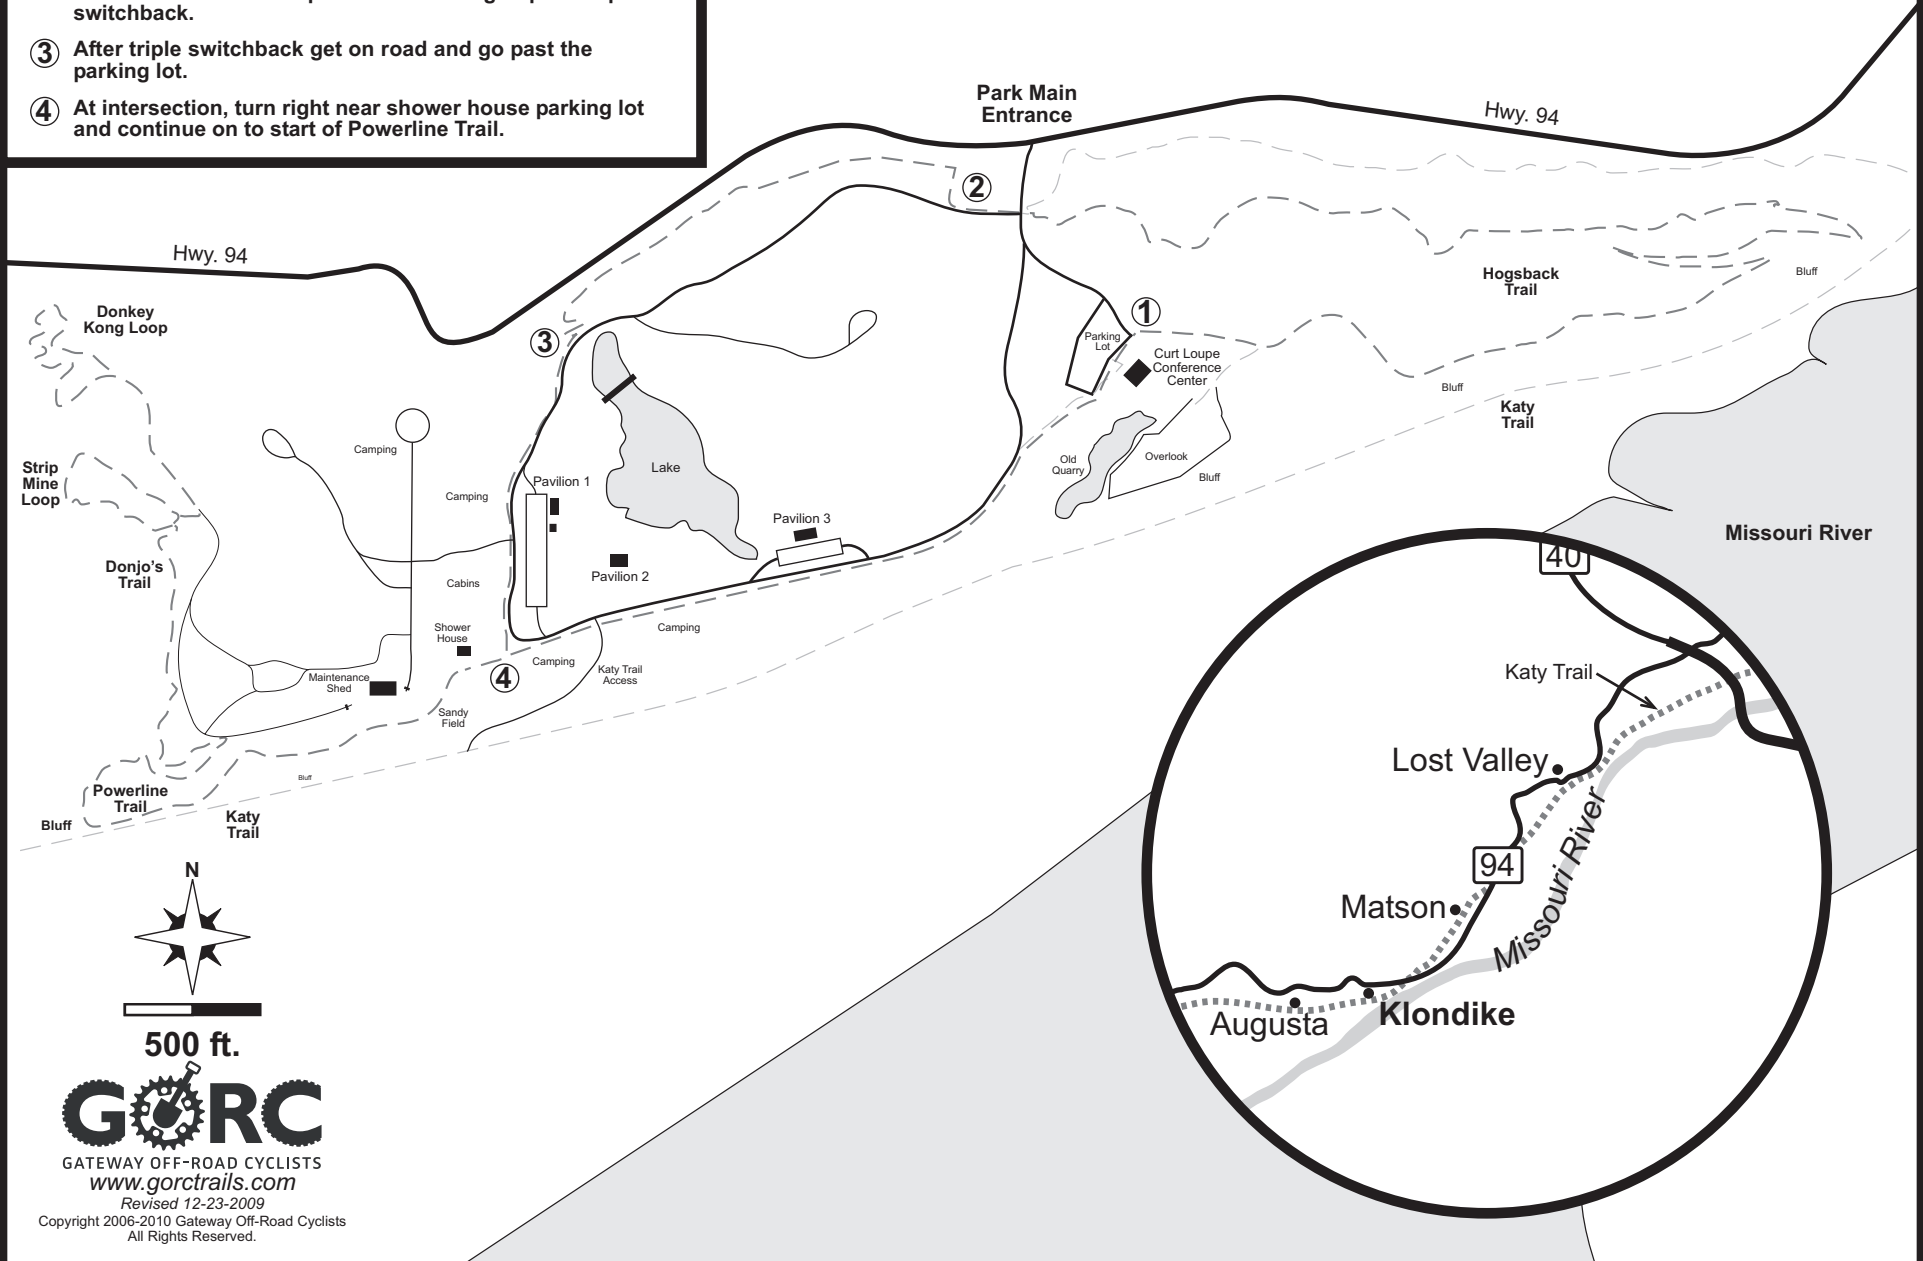 switchback.
3 After triple switchback get on road and go past the
parking lot.
4 At intersection, turn right near shower house parking lot
and continue on to start of Powerline Trail.
Park Main
Entrance
Hwy. 94
2
Hwy. 94
Hogsback
Trail
Bluff
Donkey
Kong Loop
1
3
Parking
Lot
Curt Loupe
Conference
Center
Bluff
Katy
Trail
Camping
Strip
Mine
Loop
Old
Quarry
Overlook
Bluff
Lake
Pavilion 1
Camping
Pavilion 3
Missouri River
Donjo's
Trail
Cabins
Pavilion 2
Shower
House
Camping
Camping
4
Katy Trail
Access
Maintenance
Shed
Sandy
Field
Bluff
Powerline
Trail
Bluff
Katy
Trail
40
Katy Trail
Lost Valley
94
Missouri River
Matson
Augusta
Klondike
N
500 ft.
GORC
GATEWAY OFF-ROAD CYCLISTS
www.gorctrails.com
Revised 12-23-2009
Copyright 2006-2010 Gateway Off-Road Cyclists
All Rights Reserved.